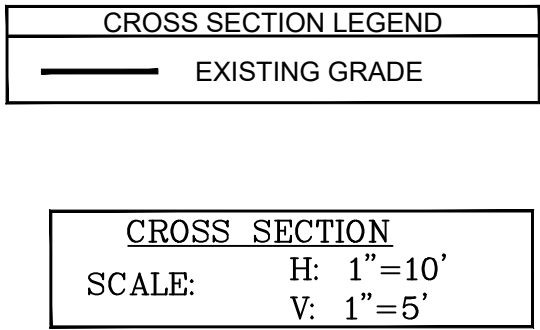 CROSS SECTION LEGEND
EXISTING GRADE
CROSS SECTION
SCALE: H: 1"=10'
V: 1"=5'